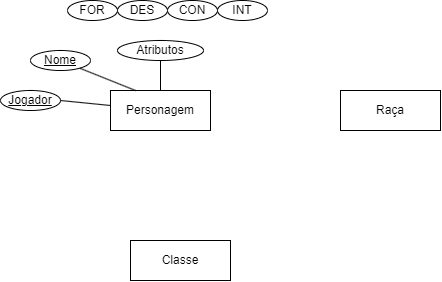 FOR DES CON INT
Atributos
Nome
Jogador
Personagem
Raça
Classe